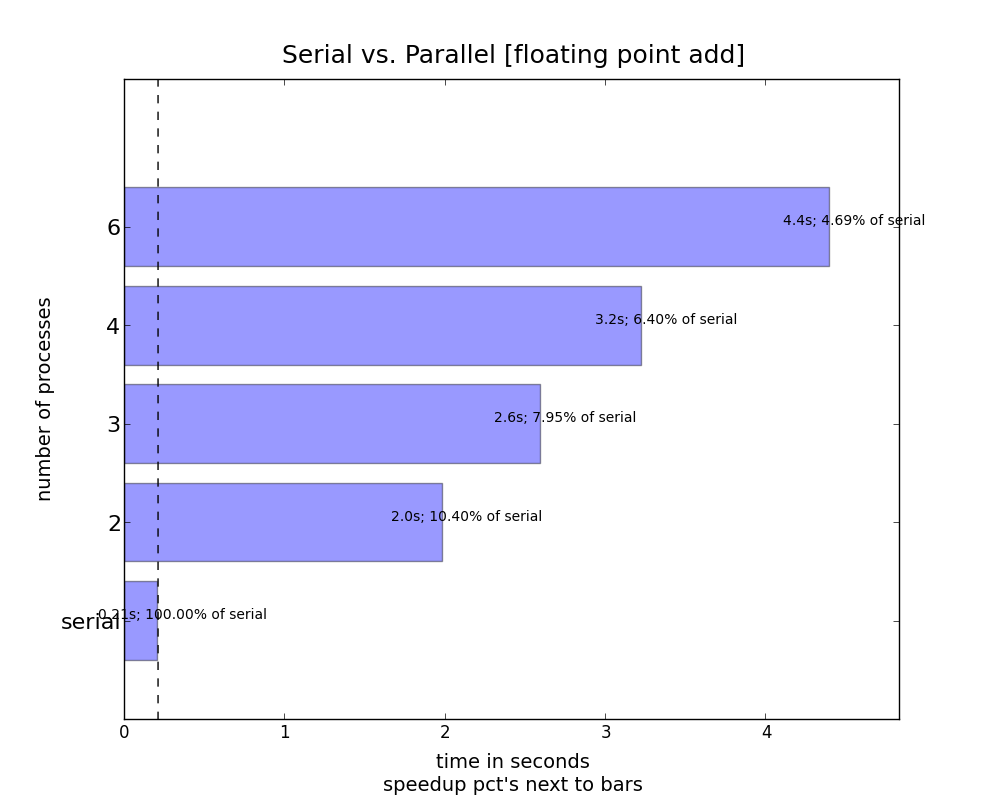 Serial vs. Parallel [floating point add]
6
4.4s; 4.69% of serial
4
3.2s; 6.40% of serial
3
2.6s; 7.95% of serial
2
2.0s; 10.40% of serial
serial
0.21s; 100.00% of serial
number of processes
0 1 2 3 4
time in seconds
speedup pct's next to bars